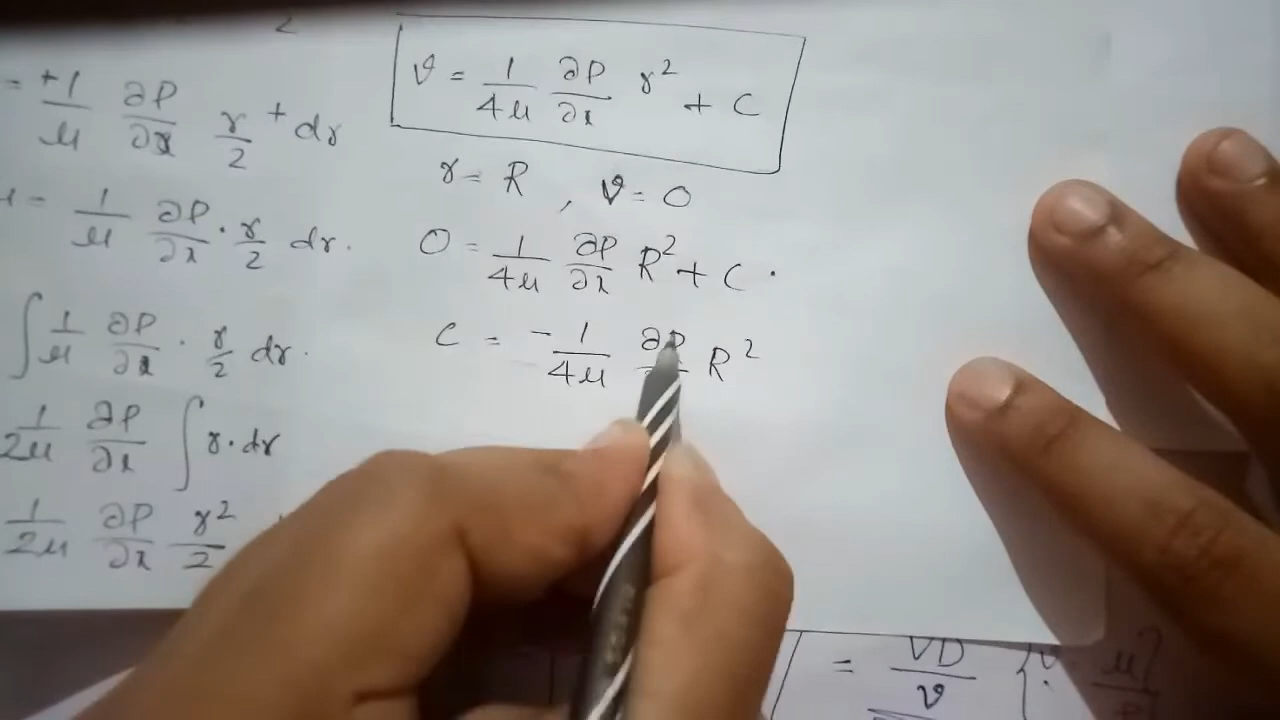 = +1/μ ∂P/∂x r/2 + dr
= 1/μ ∂P/∂x · r/2 dr.
∫ 1/μ ∂P/∂x · r/2 dr.
1/2μ ∂P/∂x ∫ r · dr
1/2μ ∂P/∂x r²/2
v = 1/4μ ∂P/∂x r² + C
r = R , v = 0
0 = 1/4μ ∂P/∂x R² + C .
C = -1/4μ ∂P R²
= VD/v